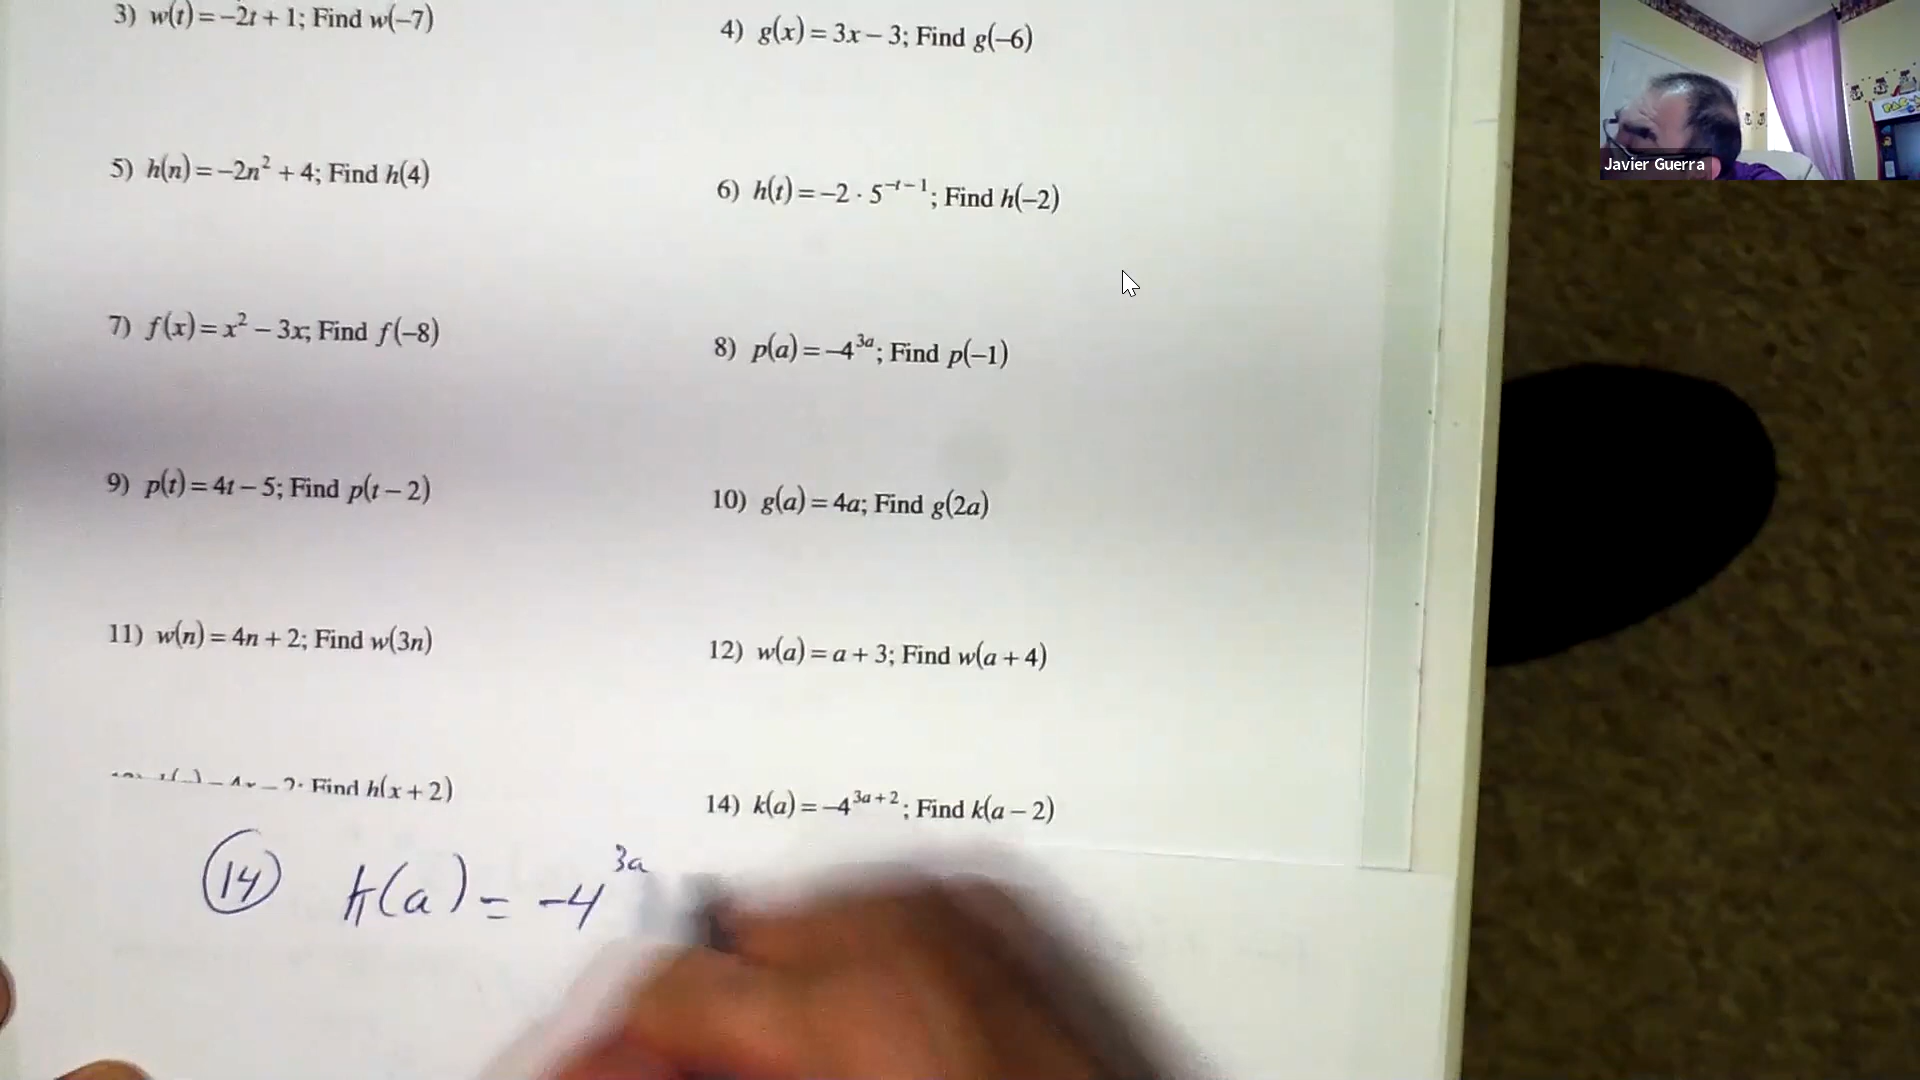 3) w(t) = −2t + 1; Find w(−7)
4) g(x) = 3x − 3; Find g(−6)
Javier Guerra
5) h(n) = −2n² + 4; Find h(4)
6) h(t) = −2 · 5^(−t − 1); Find h(−2)
7) f(x) = x² − 3x; Find f(−8)
8) p(a) = −4^(3a); Find p(−1)
9) p(t) = 4t − 5; Find p(t − 2)
10) g(a) = 4a; Find g(2a)
11) w(n) = 4n + 2; Find w(3n)
12) w(a) = a + 3; Find w(a + 4)
Find h(x + 2)
14) k(a) = −4^(3a + 2); Find k(a − 2)
14 k(a) = −4^(3a)